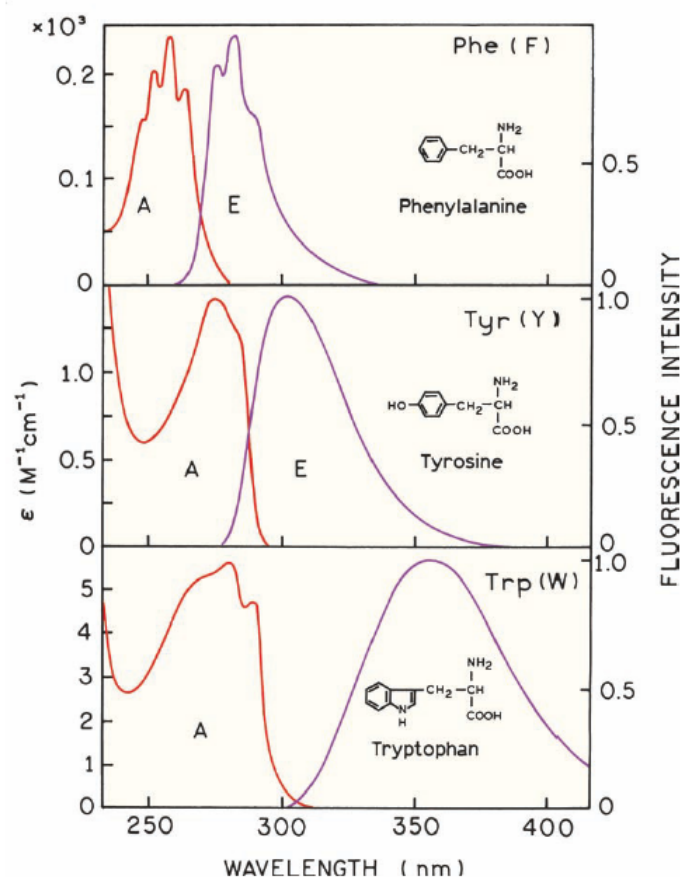 ×10³
Phe (F)
0.2
NH₂
CH₂-CH
COOH
0.5
0.1
A
E
Phenylalanine
0
0
Tyr (Y)
1.0
1.0
NH₂
HO
CH₂-CH
COOH
0.5
0.5
A
E
Tyrosine
0
0
Trp (W)
5
1.0
4
NH₂
CH₂-CH
3
COOH
0.5
N
H
2
A
Tryptophan
1
0
0
250
300
350
400
WAVELENGTH (nm)
ε (M⁻¹cm⁻¹)
FLUORESCENCE INTENSITY